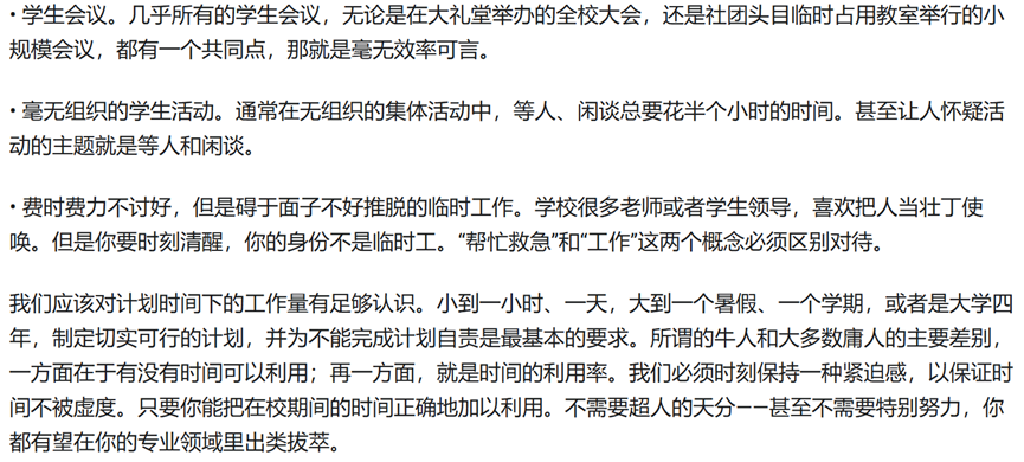 · 学生会议。几乎所有的学生会议，无论是在大礼堂举办的全校大会，还是社团头目临时占用教室举行的小
规模会议，都有一个共同点，那就是毫无效率可言。
· 毫无组织的学生活动。通常在无组织的集体活动中，等人、闲谈总要花半个小时的时间。甚至让人怀疑活
动的主题就是等人和闲谈。
· 费时费力不讨好，但是碍于面子不好推脱的临时工作。学校很多老师或者学生领导，喜欢把人当壮丁使
唤。但是你要时刻清醒，你的身份不是临时工。“帮忙救急”和“工作”这两个概念必须区别对待。
我们应该对计划时间下的工作量有足够认识。小到一小时、一天，大到一个暑假、一个学期，或者是大学四
年，制定切实可行的计划，并为不能完成计划自责是最基本的要求。所谓的牛人和大多数庸人的主要差别，
一方面在于有没有时间可以利用；再一方面，就是时间的利用率。我们必须时刻保持一种紧迫感，以保证时
间不被虚度。只要你能把在校期间的时间正确地加以利用。不需要超人的天分——甚至不需要特别努力，你
都有望在你的专业领域里出类拔萃。